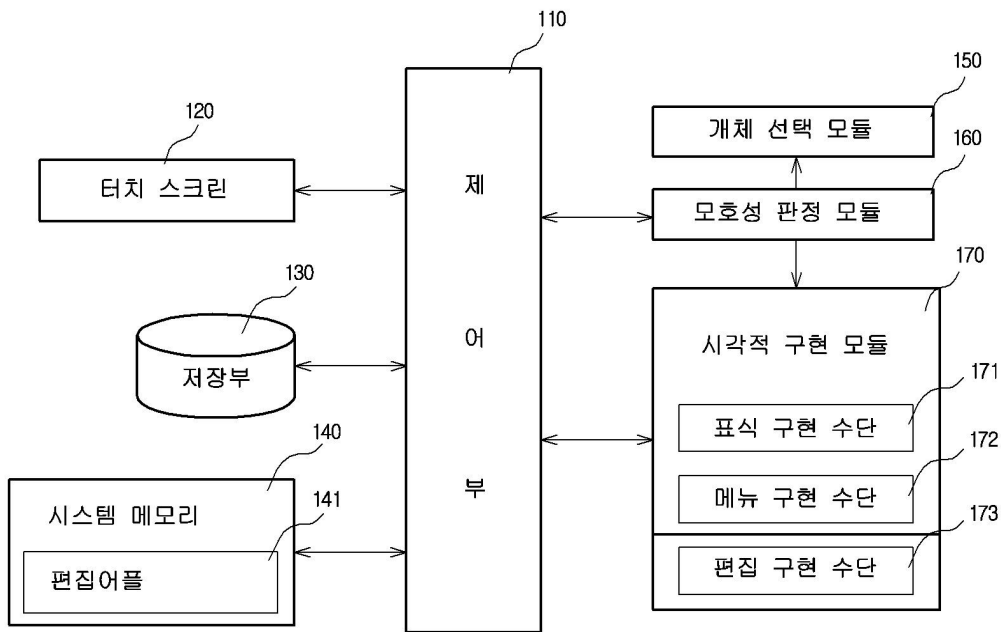 110
120
터치 스크린
130
저장부
140
시스템 메모리
141
편집어플
제
어
부
150
개체 선택 모듈
160
모호성 판정 모듈
170
시각적 구현 모듈
171
표식 구현 수단
172
메뉴 구현 수단
173
편집 구현 수단